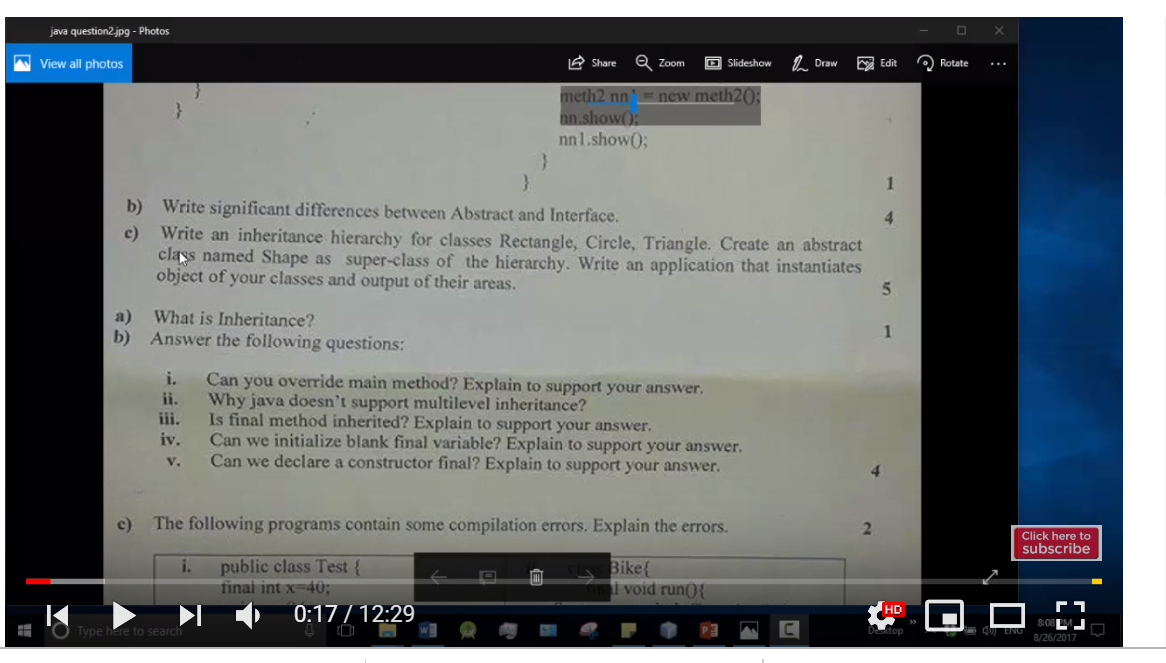 java question2.jpg - Photos
View all photos
Share
Zoom
Slideshow
Draw
Edit
Rotate
}
}
meth2 nn1 = new meth2();
nn.show();
nn1.show();
}
}
1
b) Write significant differences between Abstract and Interface.
4
c) Write an inheritance hierarchy for classes Rectangle, Circle, Triangle. Create an abstract
class named Shape as super-class of the hierarchy. Write an application that instantiates
object of your classes and output of their areas.
5
a) What is Inheritance?
1
b) Answer the following questions:
i. Can you override main method? Explain to support your answer.
ii. Why java doesn't support multilevel inheritance?
iii. Is final method inherited? Explain to support your answer.
iv. Can we initialize blank final variable? Explain to support your answer.
v. Can we declare a constructor final? Explain to support your answer.
4
c) The following programs contain some compilation errors. Explain the errors.
2
Click here to
subscribe
i. public class Test {
final int x=40;
Bike{
void run(){
0:17 / 12:29
HD
Type here to search
Desktop
ENG
8:08 PM
8/26/2017